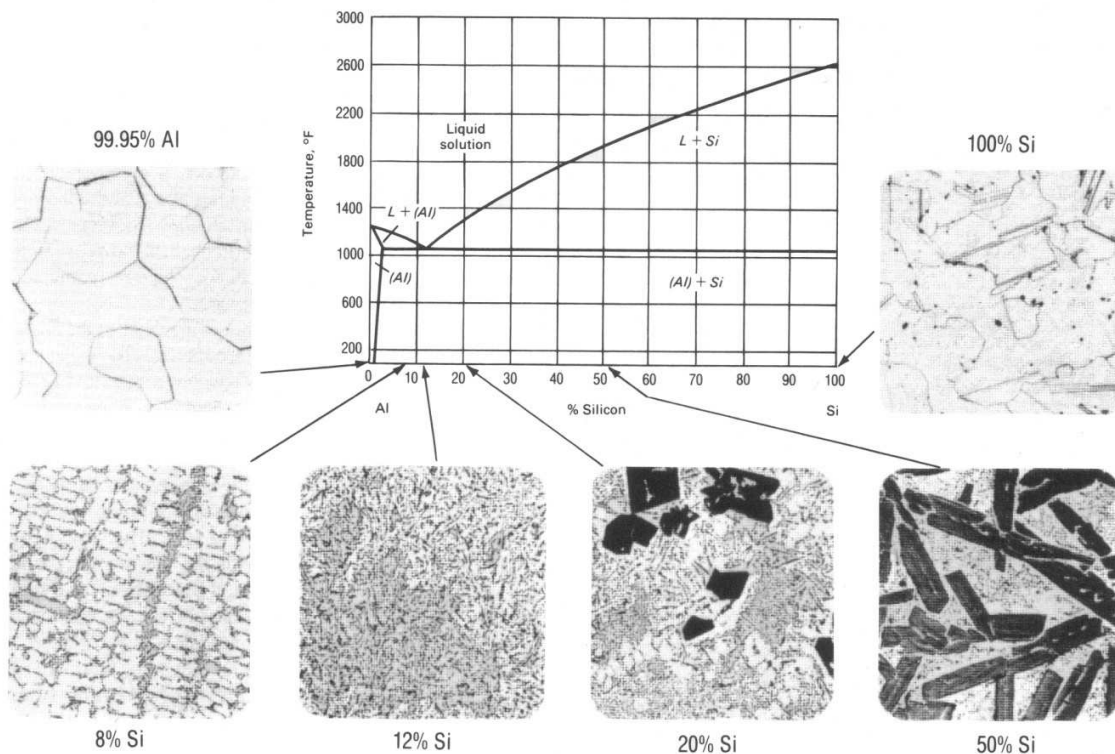 3000
2600
2200
1800
1400
1000
600
200
Temperature, °F
Liquid
solution
L + Si
L + (Al)
(Al)
(Al) + Si
0 10 20 30 40 50 60 70 80 90 100
Al % Silicon Si
99.95% Al
100% Si
8% Si
12% Si
20% Si
50% Si